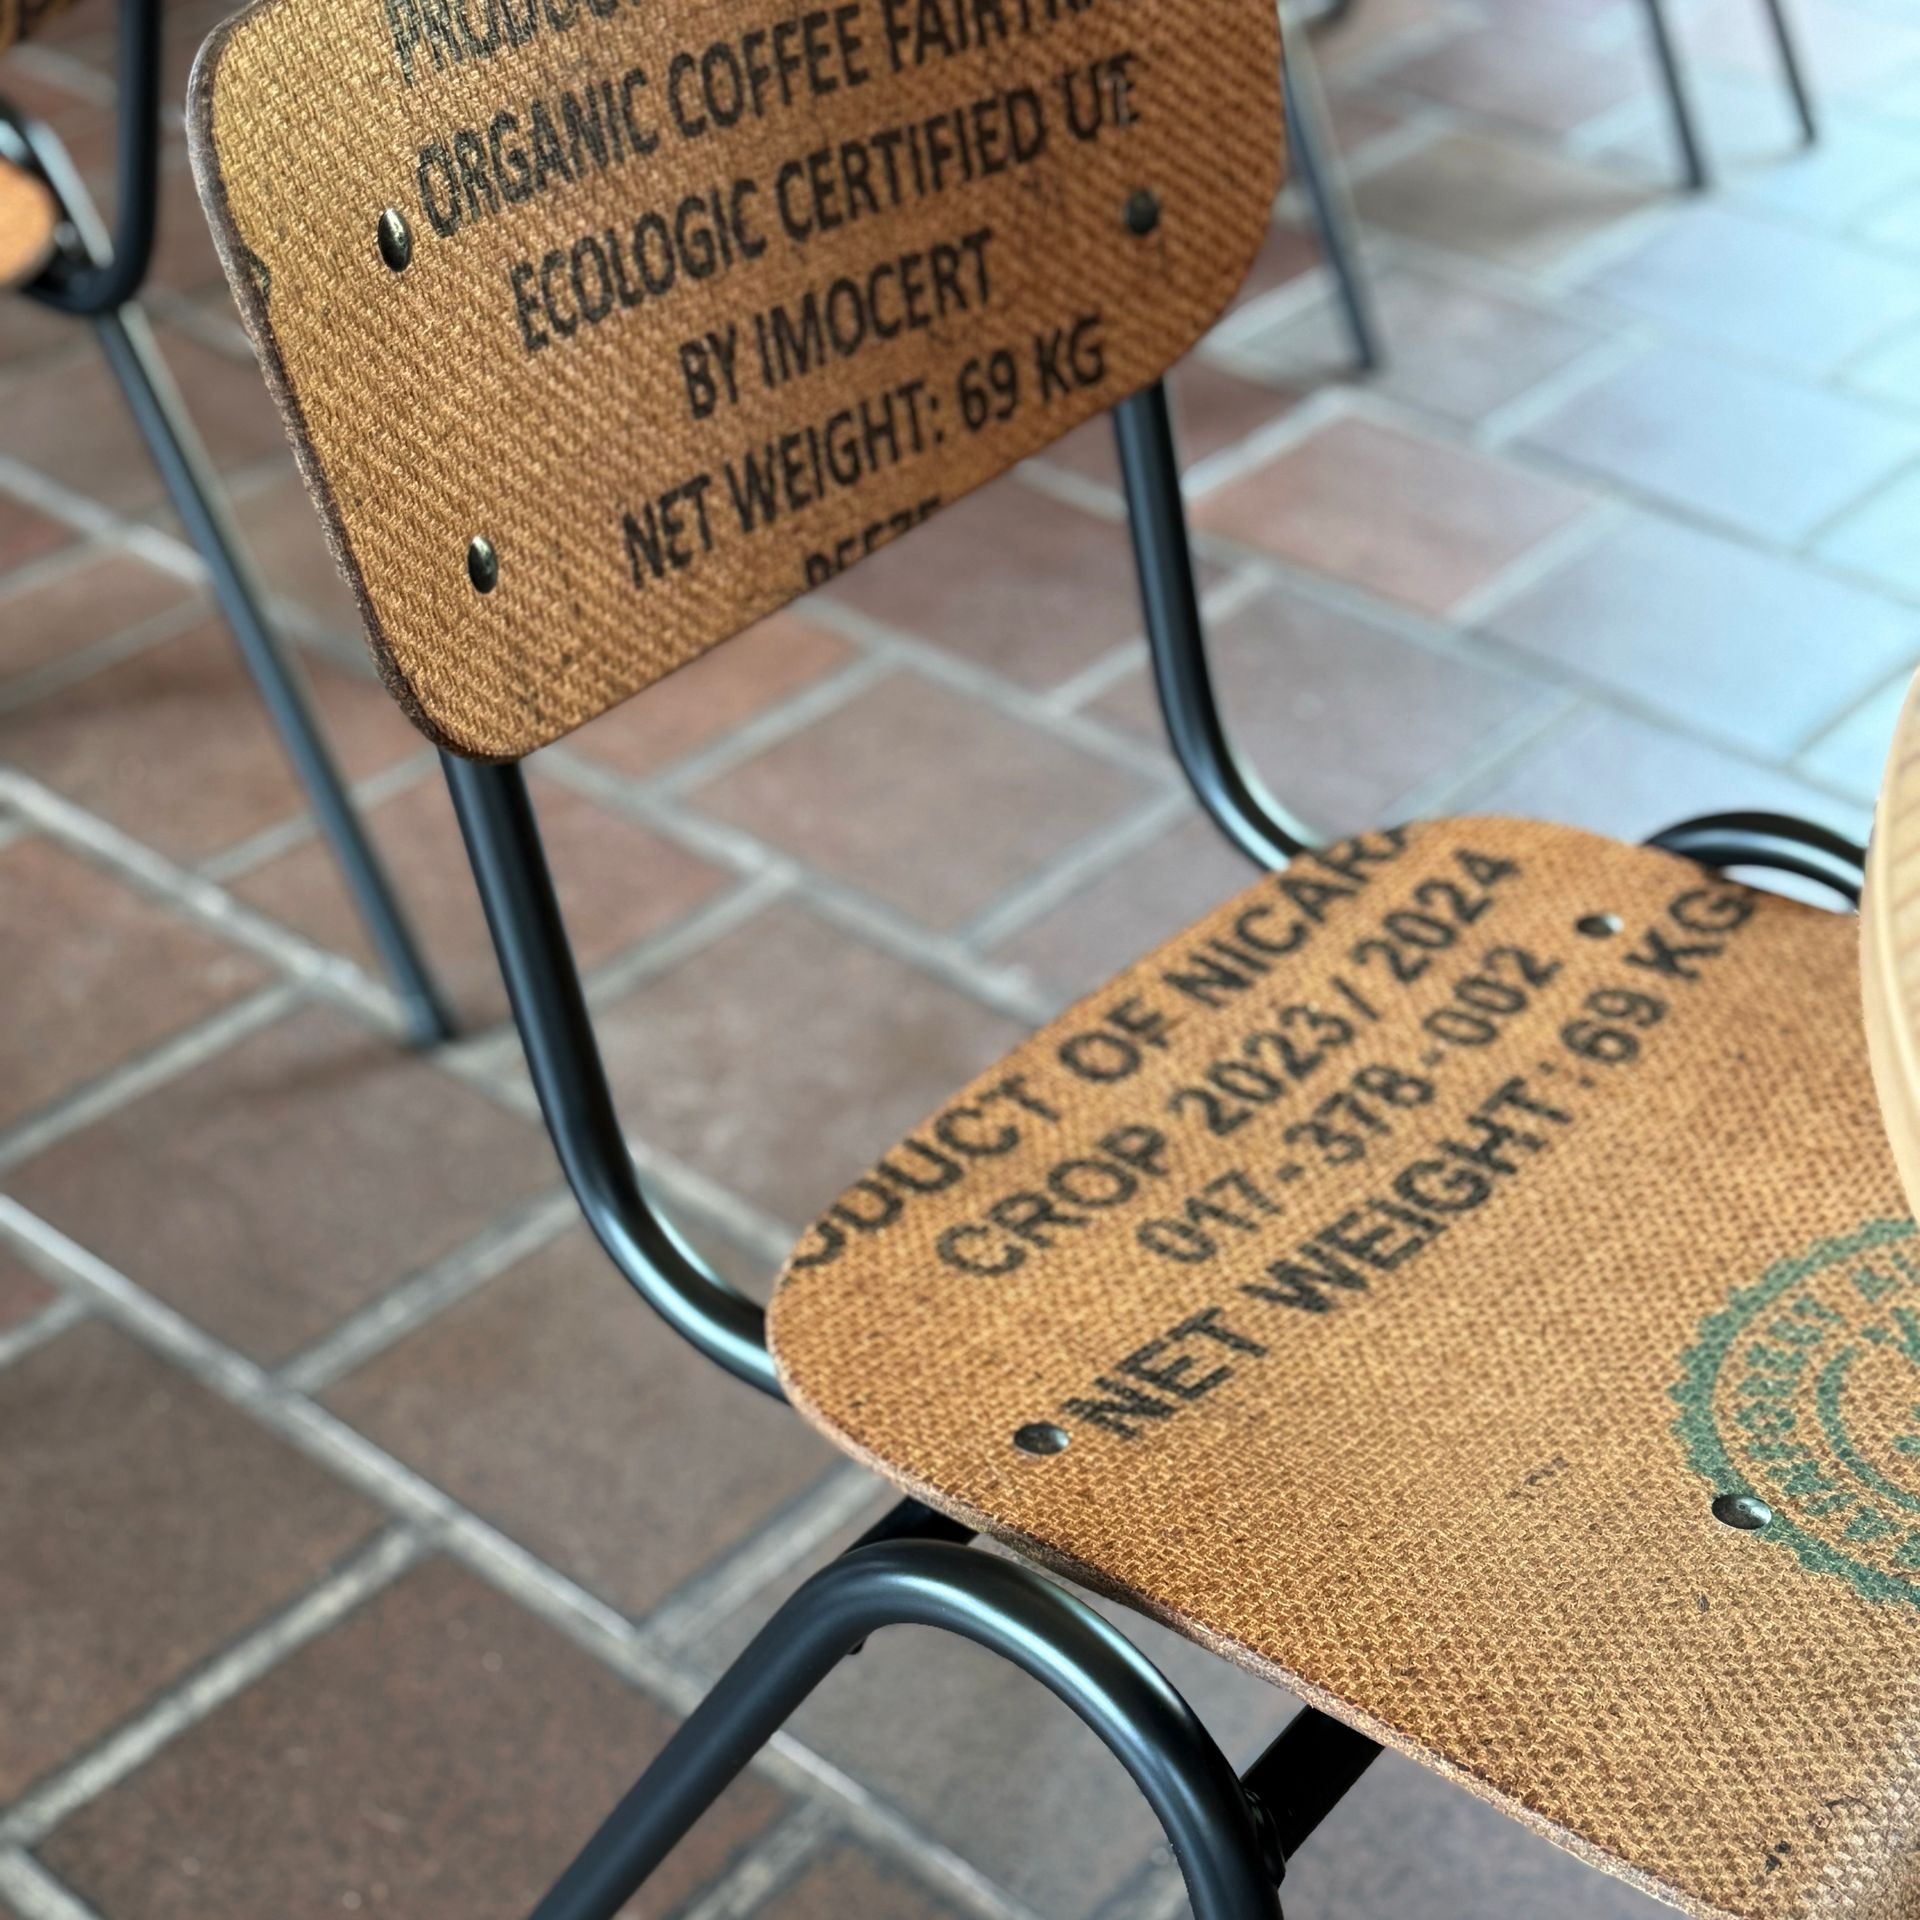 ORGANIC COFFEE
ECOLOGIC CERTIFIED UE
BY IMOCERT
NET WEIGHT: 69 KG
OF
CROP 2023/2024
017-378-002
NET WEIGHT: 69 KG